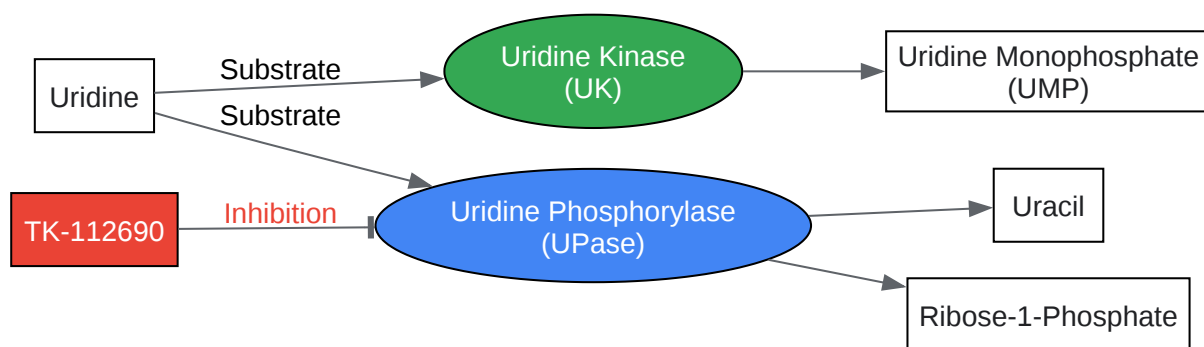 Uridine
Substrate
Substrate
Uridine Kinase
(UK)
Uridine Monophosphate
(UMP)
TK-112690
Inhibition
Uridine Phosphorylase
(UPase)
Uracil
Ribose-1-Phosphate